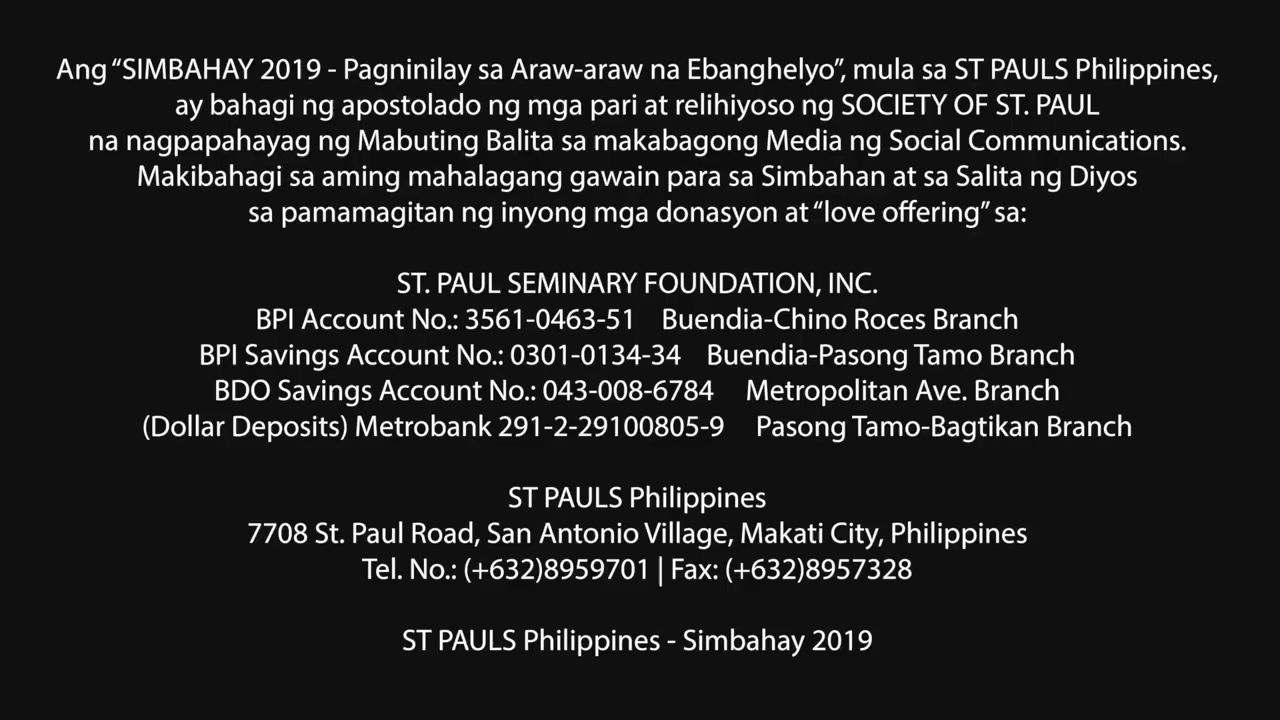 Ang “SIMBAHAY 2019 - Pagninilay sa Araw-araw na Ebanghelyo”, mula sa ST PAULS Philippines,
ay bahagi ng apostolado ng mga pari at relihiyoso ng SOCIETY OF ST. PAUL
na nagpapahayag ng Mabuting Balita sa makabagong Media ng Social Communications.
Makibahagi sa aming mahalagang gawain para sa Simbahan at sa Salita ng Diyos
sa pamamagitan ng inyong mga donasyon at “love offering” sa:
ST. PAUL SEMINARY FOUNDATION, INC.
BPI Account No.: 3561-0463-51 Buendia-Chino Roces Branch
BPI Savings Account No.: 0301-0134-34 Buendia-Pasong Tamo Branch
BDO Savings Account No.: 043-008-6784 Metropolitan Ave. Branch
(Dollar Deposits) Metrobank 291-2-29100805-9 Pasong Tamo-Bagtikan Branch
ST PAULS Philippines
7708 St. Paul Road, San Antonio Village, Makati City, Philippines
Tel. No.: (+632)8959701 | Fax: (+632)8957328
ST PAULS Philippines - Simbahay 2019